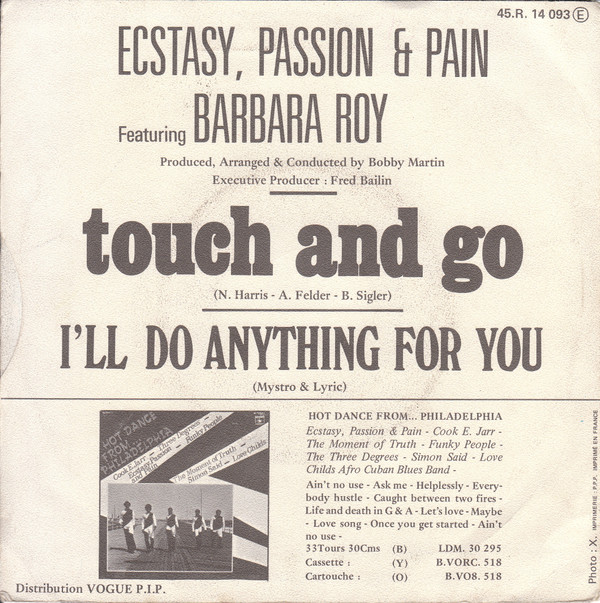 45.R. 14 093 E
ECSTASY, PASSION & PAIN
Featuring BARBARA ROY
Produced, Arranged & Conducted by Bobby Martin
Executive Producer : Fred Bailin
touch and go
(N. Harris - A. Felder - B. Sigler)
I'LL DO ANYTHING FOR YOU
(Mystro & Lyric)
HOT DANCE
FROM...
PHILADELPHIA
Cook E. Jarr - Three Degrees -
Ecstasy Passion - Funky People -
and Pain
The Moment of Truth -
Simon Said - Love Childs
HOT DANCE FROM... PHILADELPHIA
Ecstasy, Passion & Pain - Cook E. Jarr -
The Moment of Truth - Funky People -
The Three Degrees - Simon Said - Love
Childs Afro Cuban Blues Band -
Ain't no use - Ask me - Helplessly - Every-
body hustle - Caught between two fires -
Life and death in G & A - Let's love - Maybe
- Love song - Once you get started - Ain't
no use -
33Tours 30Cms (B) LDM. 30 295
Cassette : (Y) B.VORC. 518
Cartouche : (O) B.VO8. 518
Distribution VOGUE P.I.P.
Photo : X. IMPRIMERIE : P.P.P. IMPRIMÉ EN FRANCE